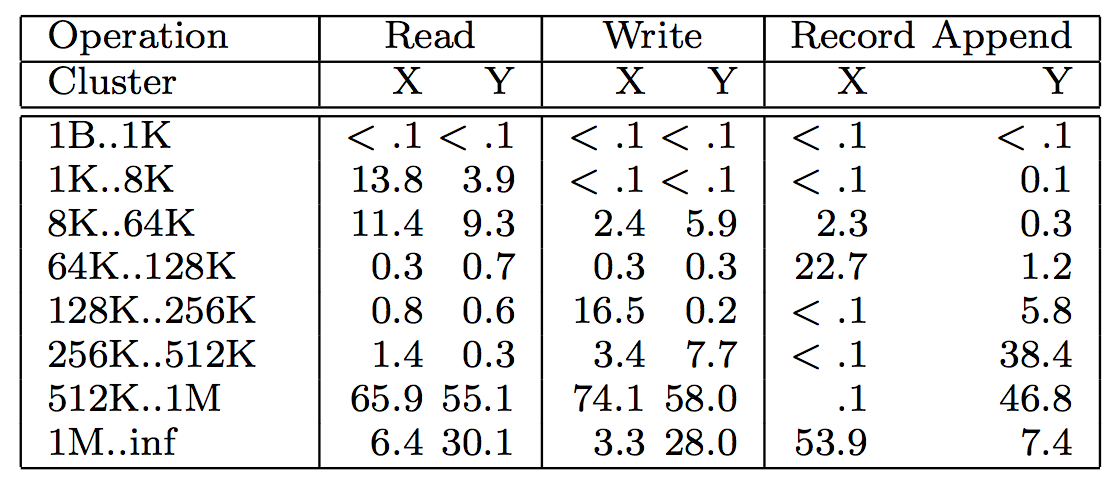 Operation Read Write Record Append
Cluster X Y X Y X Y
1B..1K < .1 < .1 < .1 < .1 < .1 < .1
1K..8K 13.8 3.9 < .1 < .1 < .1 0.1
8K..64K 11.4 9.3 2.4 5.9 2.3 0.3
64K..128K 0.3 0.7 0.3 0.3 22.7 1.2
128K..256K 0.8 0.6 16.5 0.2 < .1 5.8
256K..512K 1.4 0.3 3.4 7.7 < .1 38.4
512K..1M 65.9 55.1 74.1 58.0 .1 46.8
1M..inf 6.4 30.1 3.3 28.0 53.9 7.4